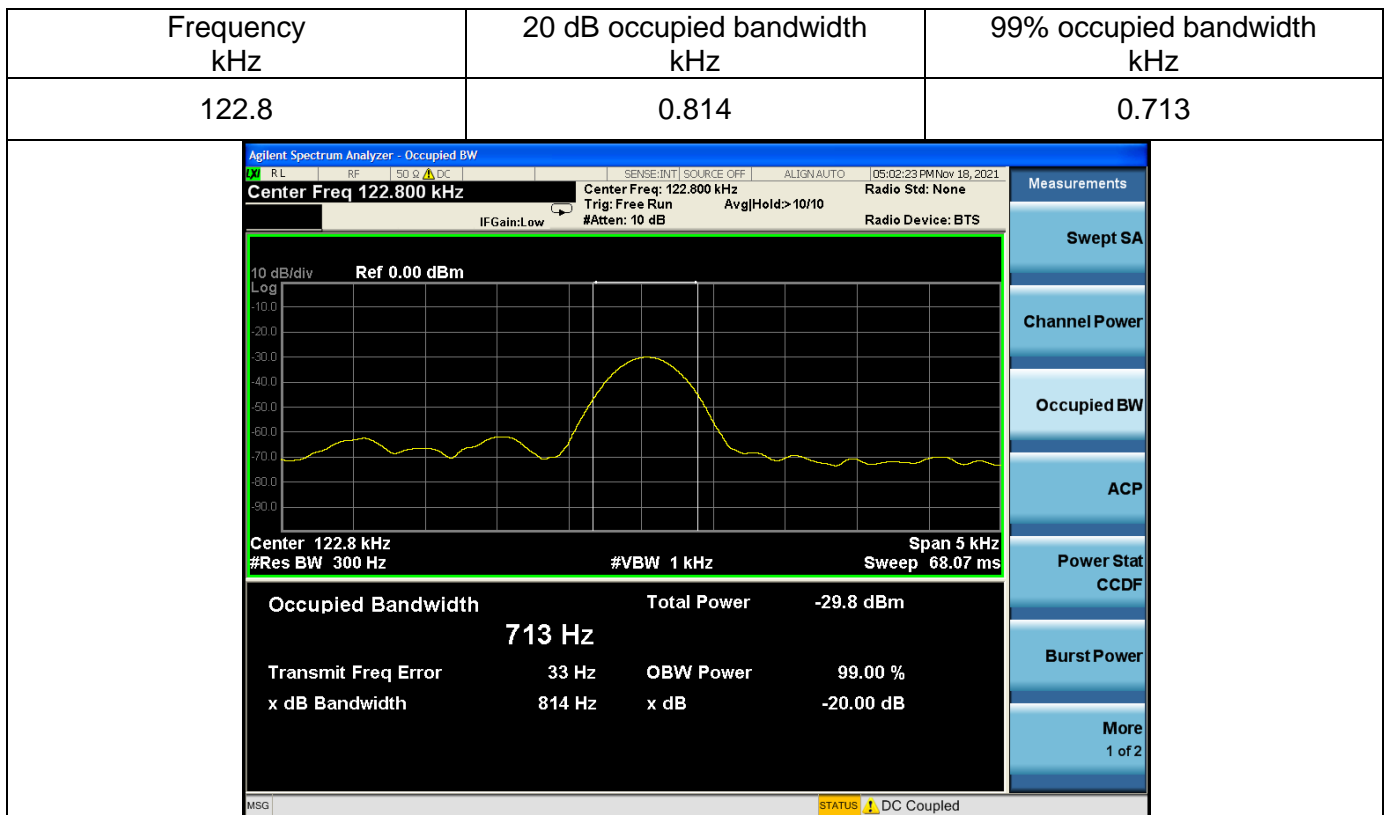 Frequency
kHz
20 dB occupied bandwidth
kHz
99% occupied bandwidth
kHz
122.8
0.814
0.713
Agilent Spectrum Analyzer - Occupied BW
LXI RL RF 50 Ω DC SENSE:INT SOURCE OFF ALIGN AUTO 05:02:23 PM Nov 18, 2021
Center Freq 122.800 kHz
Center Freq: 122.800 kHz
Radio Std: None
Trig: Free Run Avg|Hold:> 10/10
IFGain:Low #Atten: 10 dB
Radio Device: BTS
10 dB/div Ref 0.00 dBm
Log
-10.0
-20.0
-30.0
-40.0
-50.0
-60.0
-70.0
-80.0
-90.0
Center 122.8 kHz Span 5 kHz
#Res BW 300 Hz #VBW 1 kHz Sweep 68.07 ms
Occupied Bandwidth Total Power -29.8 dBm
713 Hz
Transmit Freq Error 33 Hz OBW Power 99.00 %
x dB Bandwidth 814 Hz x dB -20.00 dB
MSG STATUS DC Coupled
Measurements
Swept SA
Channel Power
Occupied BW
ACP
Power Stat
CCDF
Burst Power
More
1 of 2